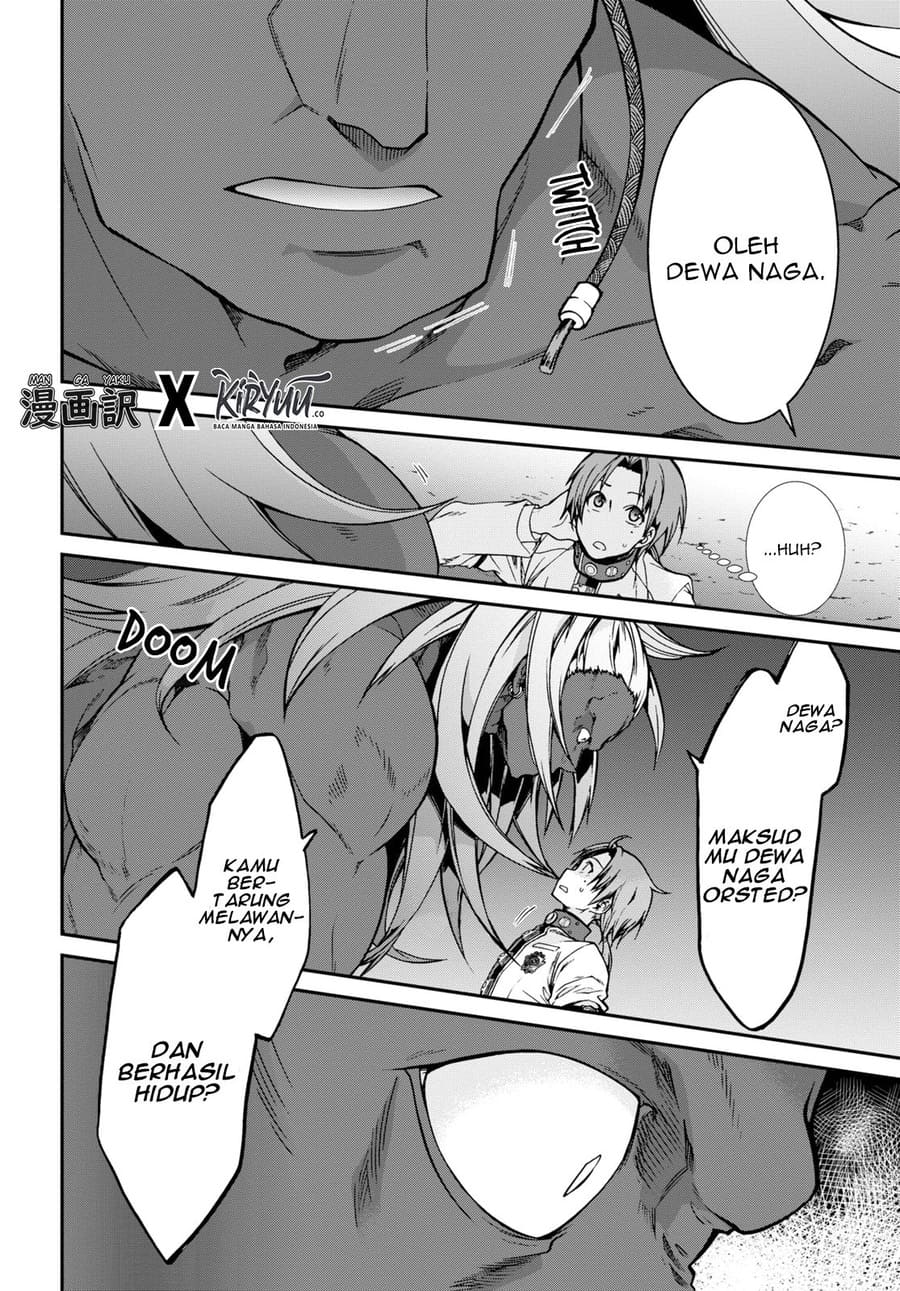 OLEH
DEWA NAGA.
TWITCH
MAN GA YAKU
漫画訳 X KIRYUU.CO
BACA MANGA BAHASA INDONESIA
...HUH?
DOOM
DEWA
NAGA?
MAKSUD
MU DEWA
NAGA
ORSTED?
KAMU
BER-
TARUNG
MELAWAN-
NYA,
DAN
BERHASIL
HIDUP?